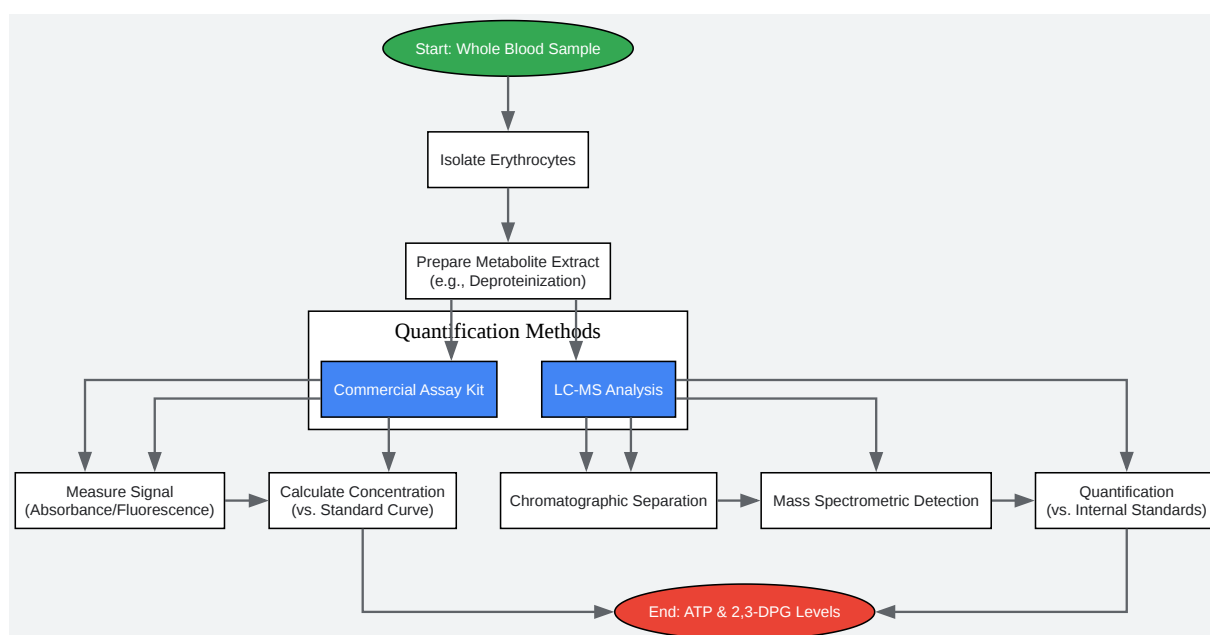 Start: Whole Blood Sample
Isolate Erythrocytes
Prepare Metabolite Extract
(e.g., Deproteinization)
Quantification Methods
Commercial Assay Kit
LC-MS Analysis
Measure Signal
(Absorbance/Fluorescence)
Calculate Concentration
(vs. Standard Curve)
Chromatographic Separation
Mass Spectrometric Detection
Quantification
(vs. Internal Standards)
End: ATP & 2,3-DPG Levels